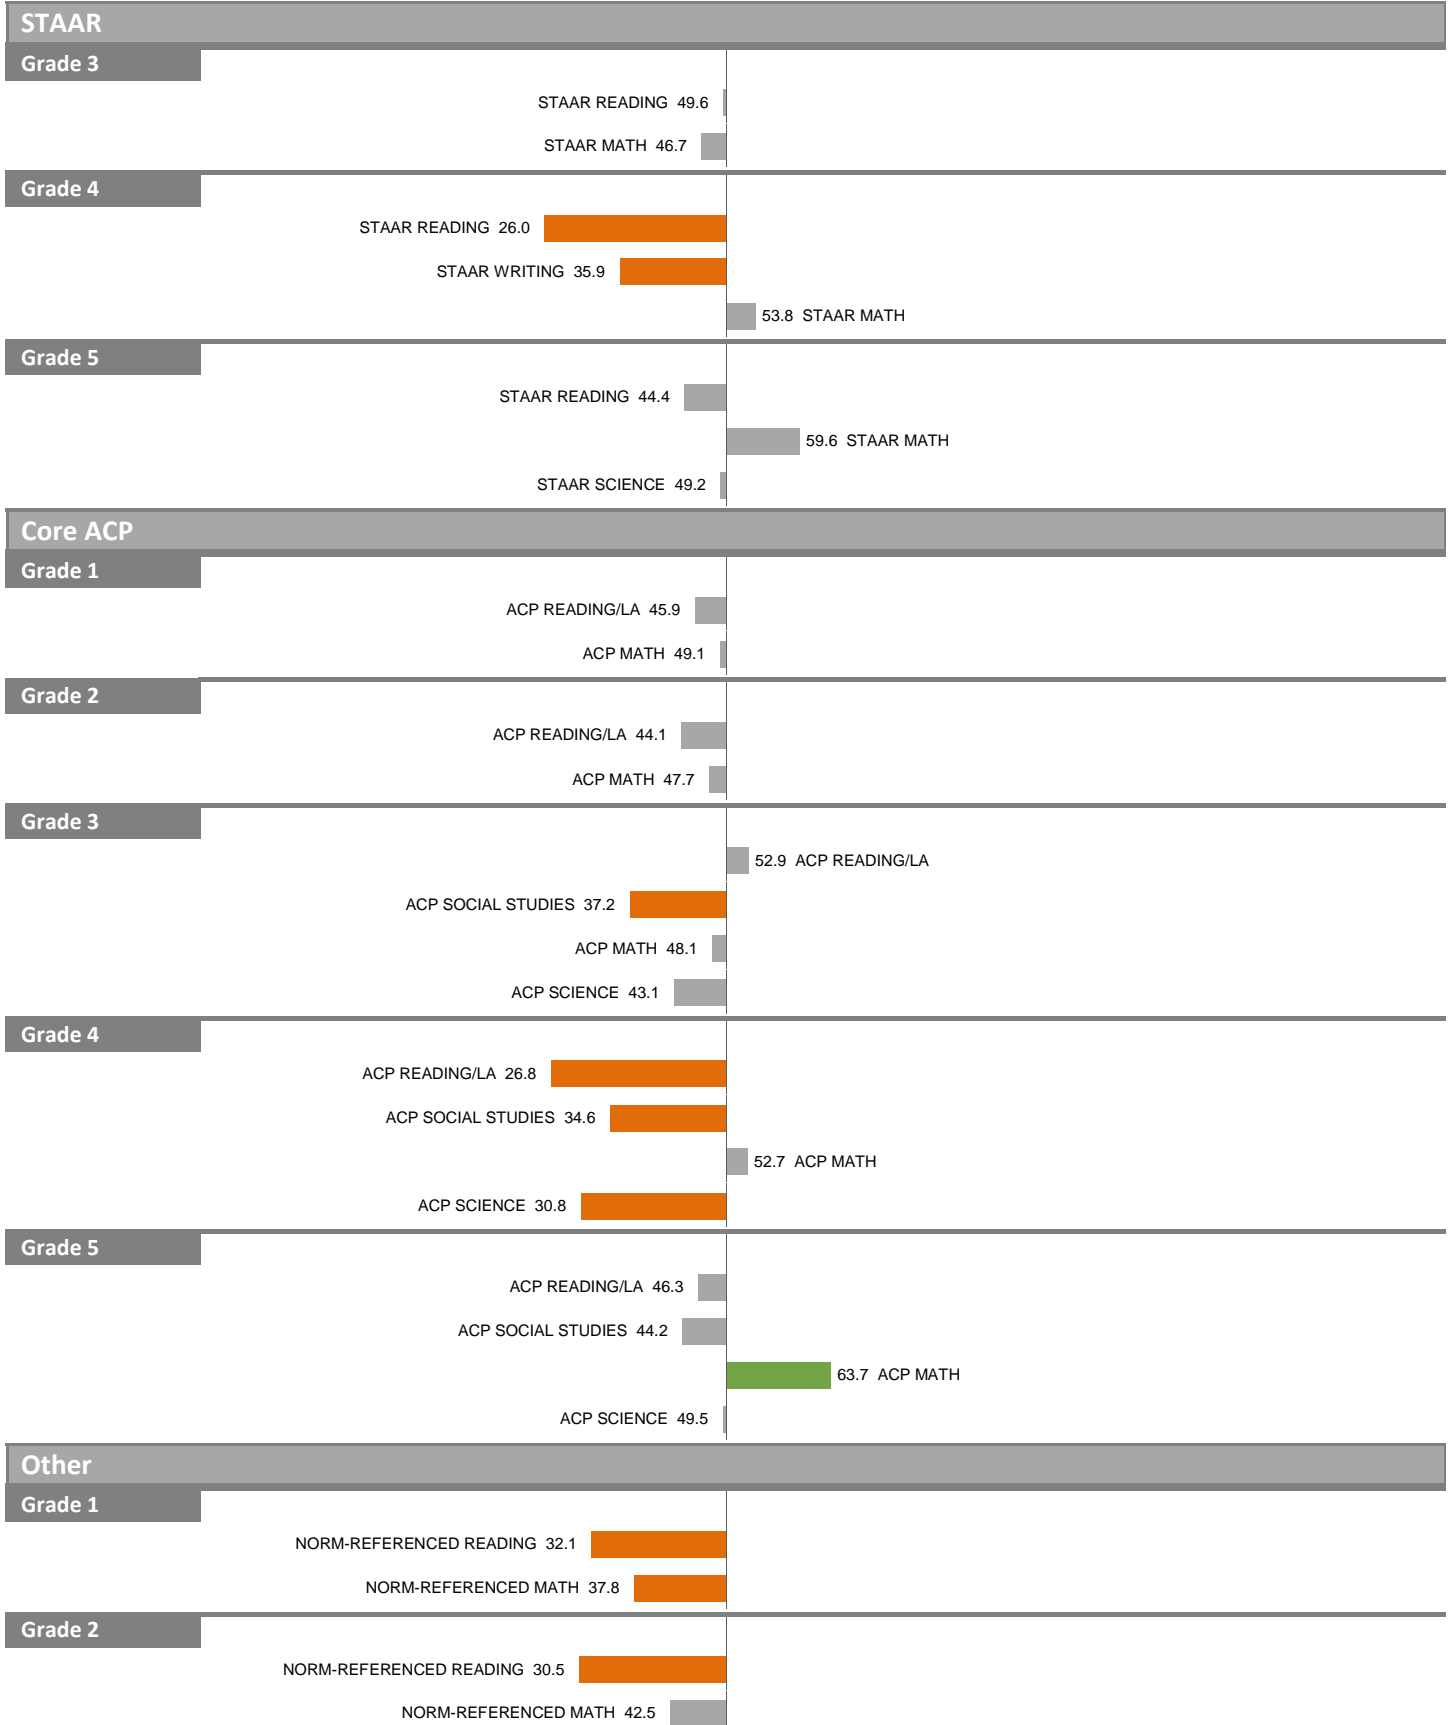 STAAR
Grade 3
STAAR READING 49.6
STAAR MATH 46.7
Grade 4
STAAR READING 26.0
STAAR WRITING 35.9
53.8 STAAR MATH
Grade 5
STAAR READING 44.4
59.6 STAAR MATH
STAAR SCIENCE 49.2
Core ACP
Grade 1
ACP READING/LA 45.9
ACP MATH 49.1
Grade 2
ACP READING/LA 44.1
ACP MATH 47.7
Grade 3
52.9 ACP READING/LA
ACP SOCIAL STUDIES 37.2
ACP MATH 48.1
ACP SCIENCE 43.1
Grade 4
ACP READING/LA 26.8
ACP SOCIAL STUDIES 34.6
52.7 ACP MATH
ACP SCIENCE 30.8
Grade 5
ACP READING/LA 46.3
ACP SOCIAL STUDIES 44.2
63.7 ACP MATH
ACP SCIENCE 49.5
Other
Grade 1
NORM-REFERENCED READING 32.1
NORM-REFERENCED MATH 37.8
Grade 2
NORM-REFERENCED READING 30.5
NORM-REFERENCED MATH 42.5